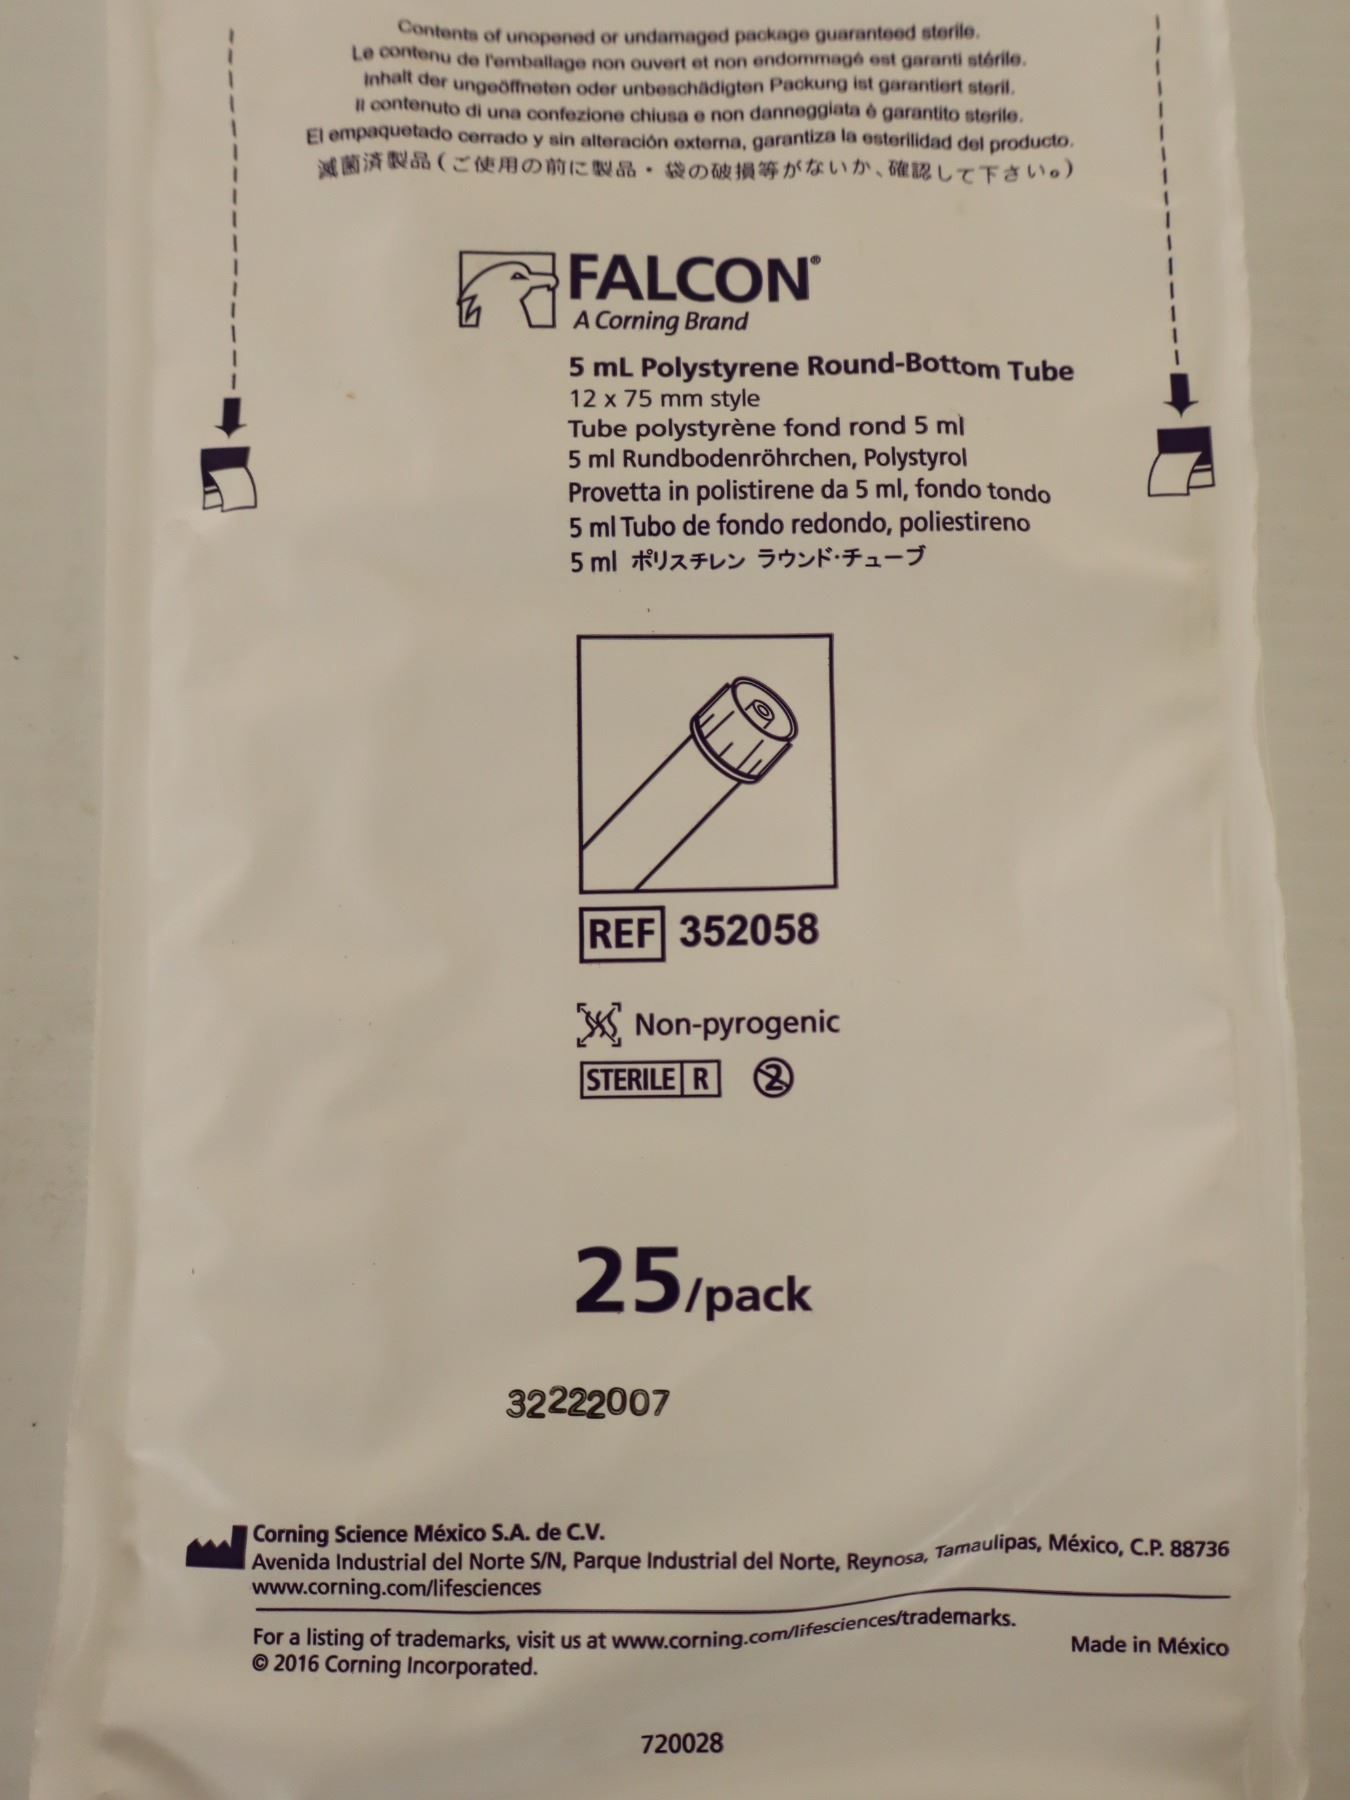 Contents of unopened or undamaged package guaranteed sterile.
Le contenu de l'emballage non ouvert et non endommagé est garanti stérile.
Inhalt der ungeöffneten oder unbeschädigten Packung ist garantiert steril.
Il contenuto di una confezione chiusa e non danneggiata è garantito sterile.
El empaquetado cerrado y sin alteración externa, garantiza la esterilidad del producto.
滅菌済製品(ご使用の前に製品・袋の破損等がないか、確認して下さい。)
FALCON®
A Corning Brand
5 mL Polystyrene Round-Bottom Tube
12 x 75 mm style
Tube polystyrène fond rond 5 ml
5 ml Rundbodenröhrchen, Polystyrol
Provetta in polistirene da 5 ml, fondo tondo
5 ml Tubo de fondo redondo, poliestireno
5 ml ポリスチレン ラウンド·チューブ
REF 352058
Non-pyrogenic
STERILE R 2
25/pack
32222007
Corning Science México S.A. de C.V.
Avenida Industrial del Norte S/N, Parque Industrial del Norte, Reynosa, Tamaulipas, México, C.P. 88736
www.corning.com/lifesciences
For a listing of trademarks, visit us at www.corning.com/lifesciences/trademarks.
© 2016 Corning Incorporated.
Made in México
720028